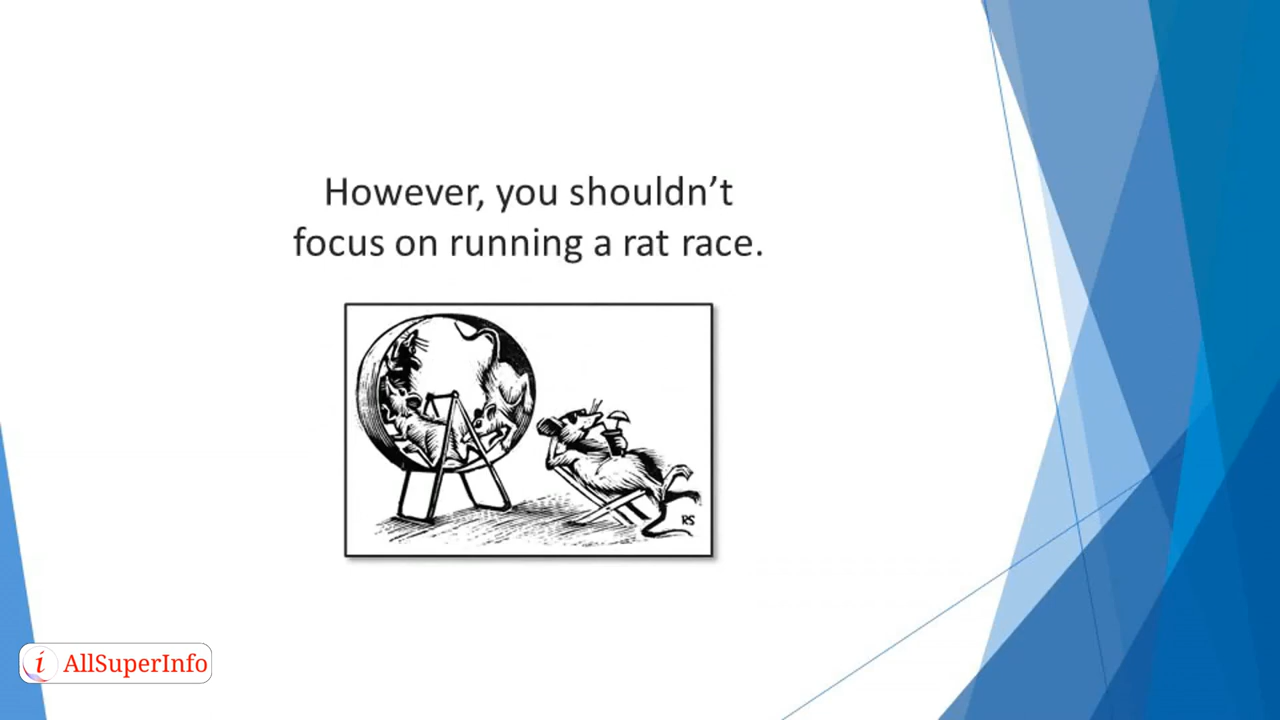 However, you shouldn’t
focus on running a rat race.
RS
i AllSuperInfo